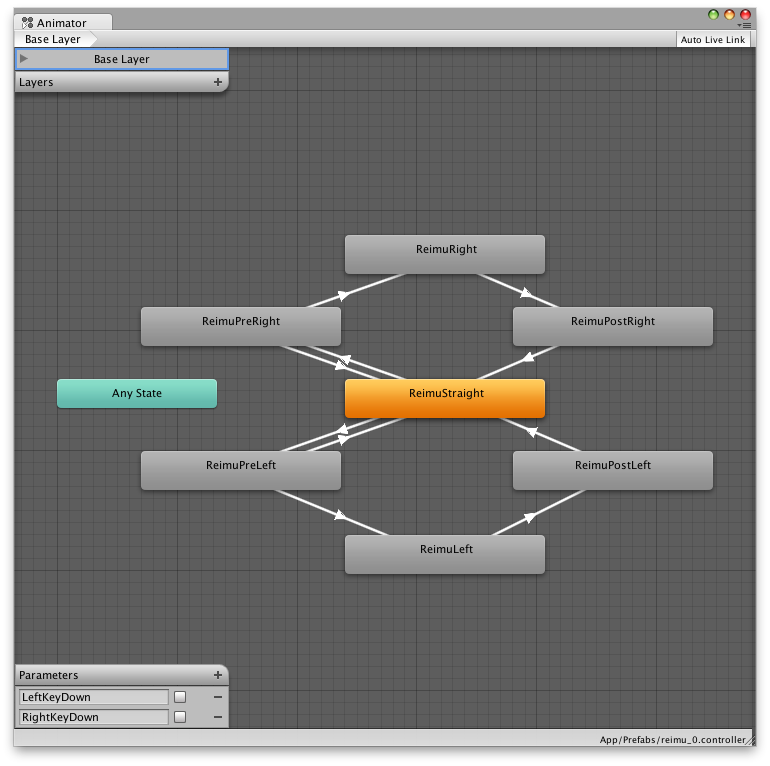 Animator
Base Layer
Auto Live Link
Base Layer
Layers
ReimuRight
ReimuPreRight
ReimuPostRight
Any State
ReimuStraight
ReimuPreLeft
ReimuPostLeft
ReimuLeft
Parameters
LeftKeyDown
RightKeyDown
App/Prefabs/reimu_0.controller